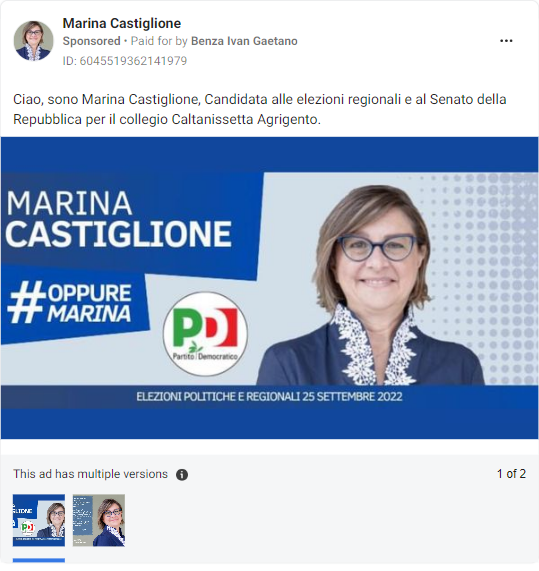 Marina Castiglione
Sponsored • Paid for by Benza Ivan Gaetano
ID: 6045519362141979
Ciao, sono Marina Castiglione, Candidata alle elezioni regionali e al Senato della
Repubblica per il collegio Caltanissetta Agrigento.
MARINA
CASTIGLIONE
#OPPURE
MARINA
PD
Partito Democratico
ELEZIONI POLITICHE E REGIONALI 25 SETTEMBRE 2022
This ad has multiple versions
1 of 2
PD